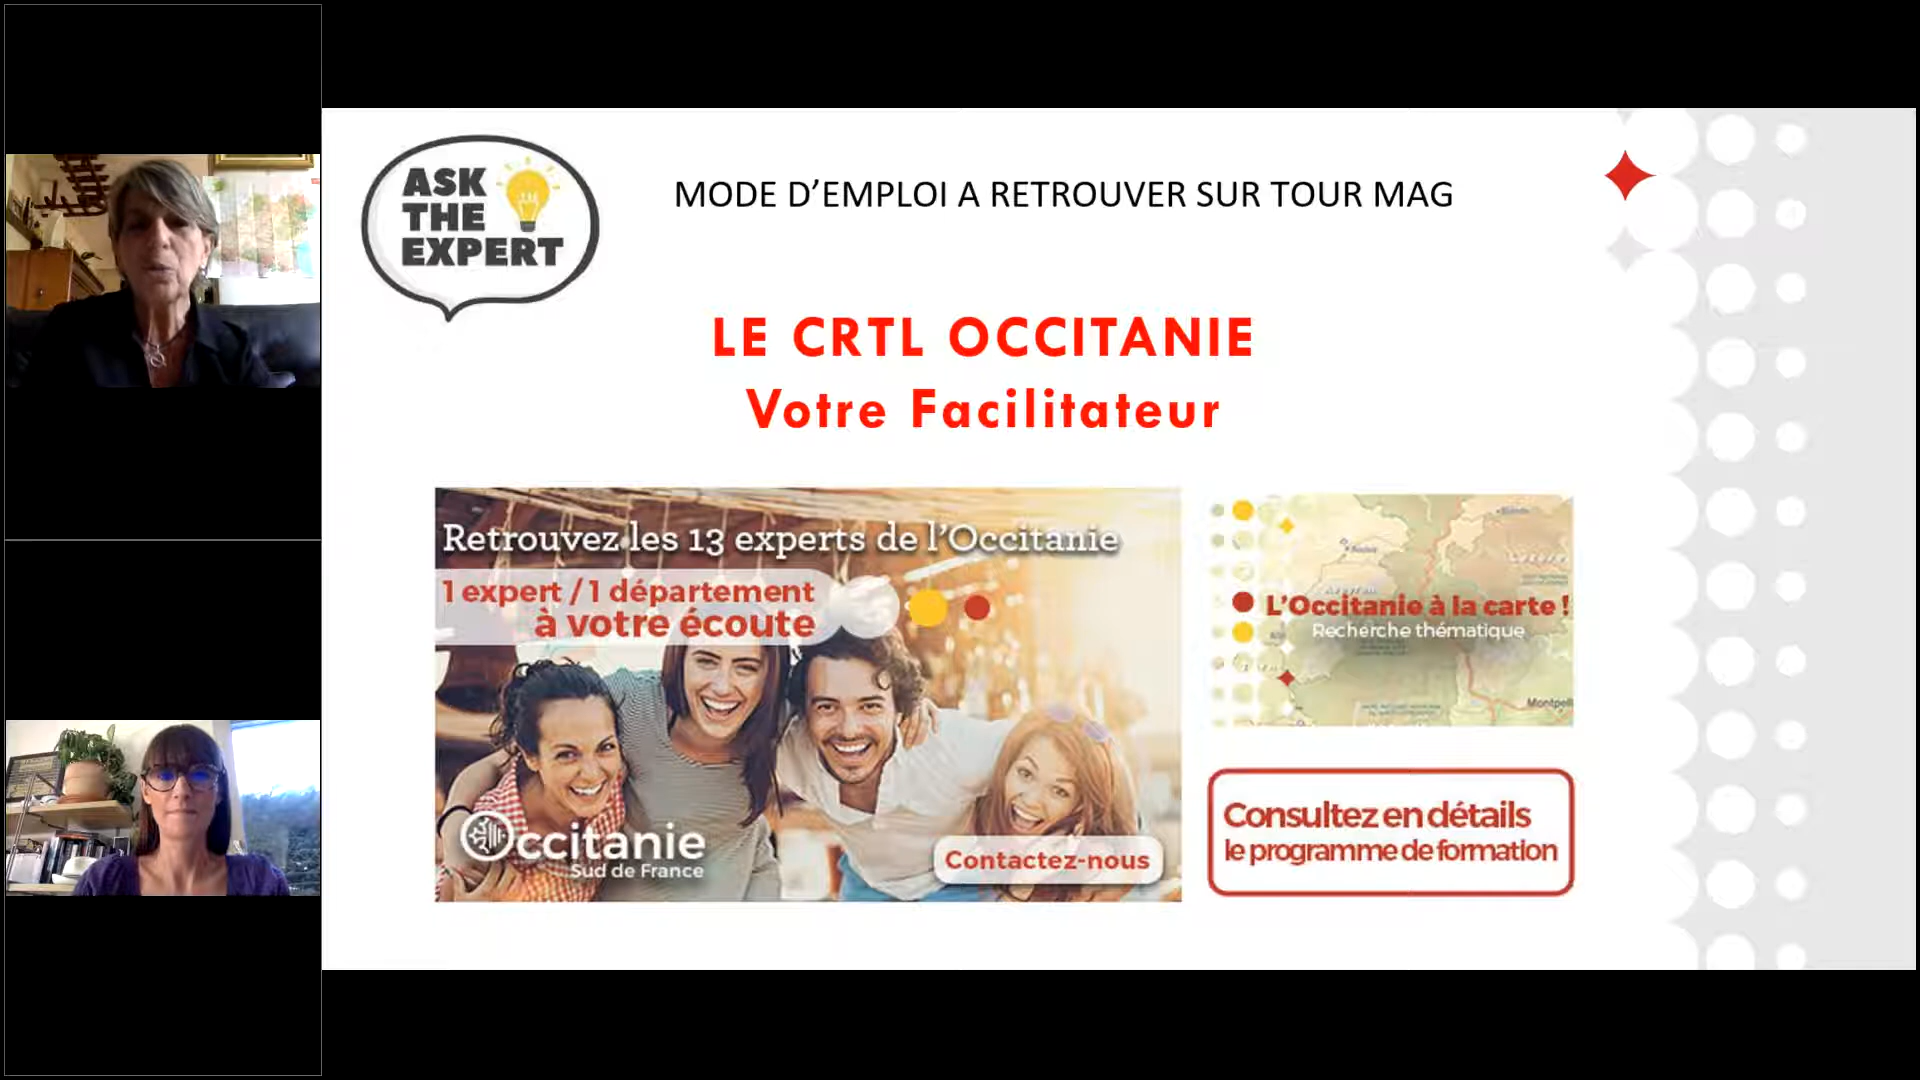 ASK
THE
EXPERT
MODE D’EMPLOI A RETROUVER SUR TOUR MAG
LE CRTL OCCITANIE
Votre Facilitateur
Retrouvez les 13 experts de l’Occitanie
1 expert / 1 département
à votre écoute
Occitanie
Sud de France
Contactez-nous
L’Occitanie à la carte !
Recherche thématique
Consultez en détails
le programme de formation